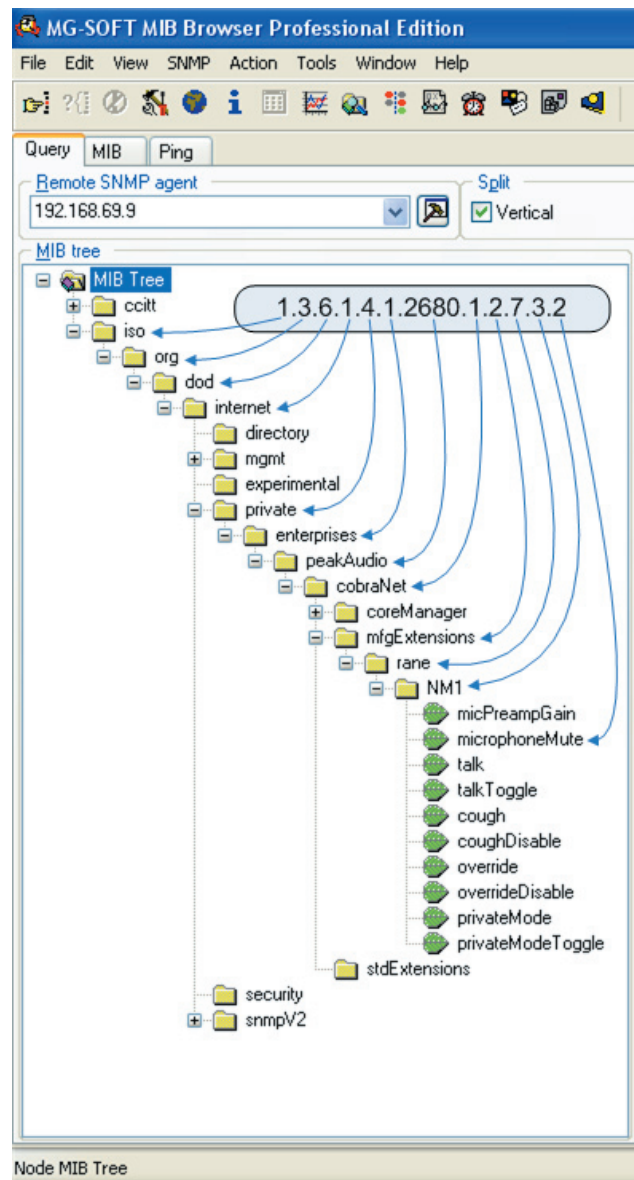 MG-SOFT MIB Browser Professional Edition
File Edit View SNMP Action Tools Window Help
Query MIB Ping
Remote SNMP agent
Split
192.168.69.9
Vertical
MIB tree
MIB Tree
ccitt
1.3.6.1.4.1.2680.1.2.7.3.2
iso
org
dod
internet
directory
mgmt
experimental
private
enterprises
peakAudio
cobraNet
coreManager
mfgExtensions
rane
NM1
micPreampGain
microphoneMute
talk
talkToggle
cough
coughDisable
override
overrideDisable
privateMode
privateModeToggle
stdExtensions
security
snmpV2
Node MIB Tree